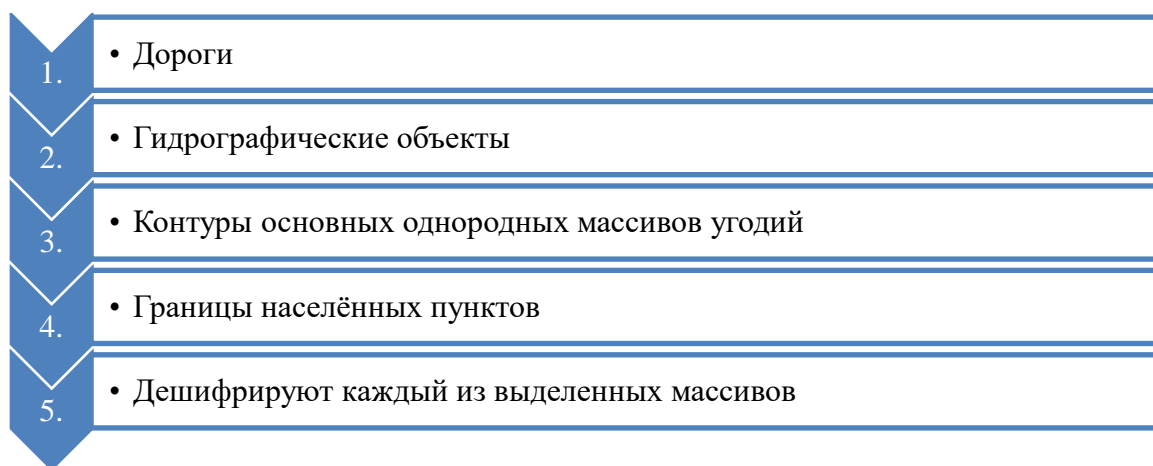 1. • Дороги
2. • Гидрографические объекты
3. • Контуры основных однородных массивов угодий
4. • Границы населённых пунктов
5. • Дешифрируют каждый из выделенных массивов